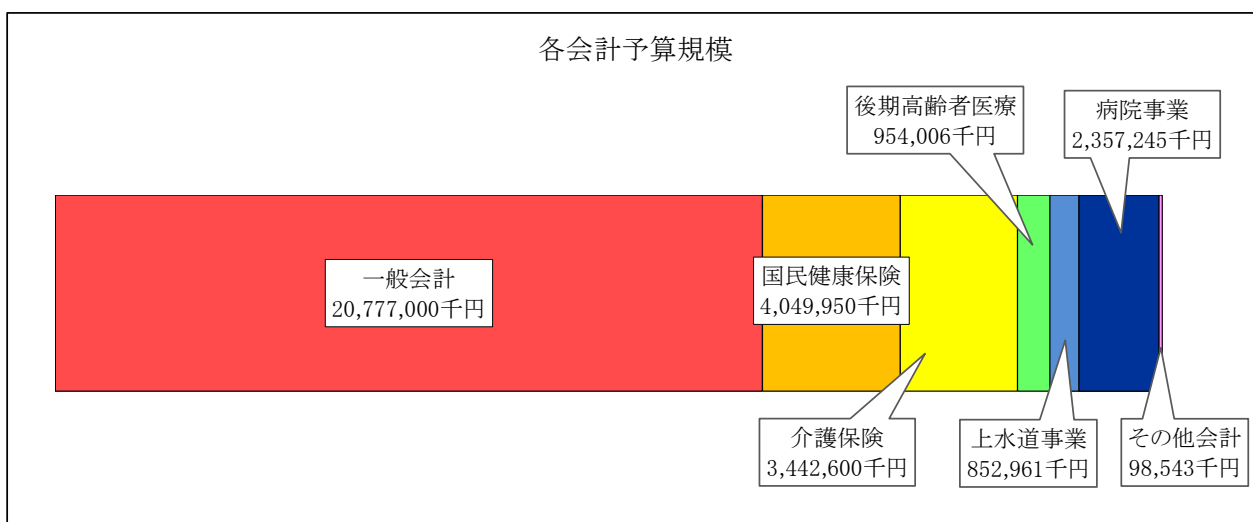 各会計予算規模
後期高齢者医療
954,006千円
病院事業
2,357,245千円
一般会計
20,777,000千円
国民健康保険
4,049,950千円
介護保険
3,442,600千円
上水道事業
852,961千円
その他会計
98,543千円